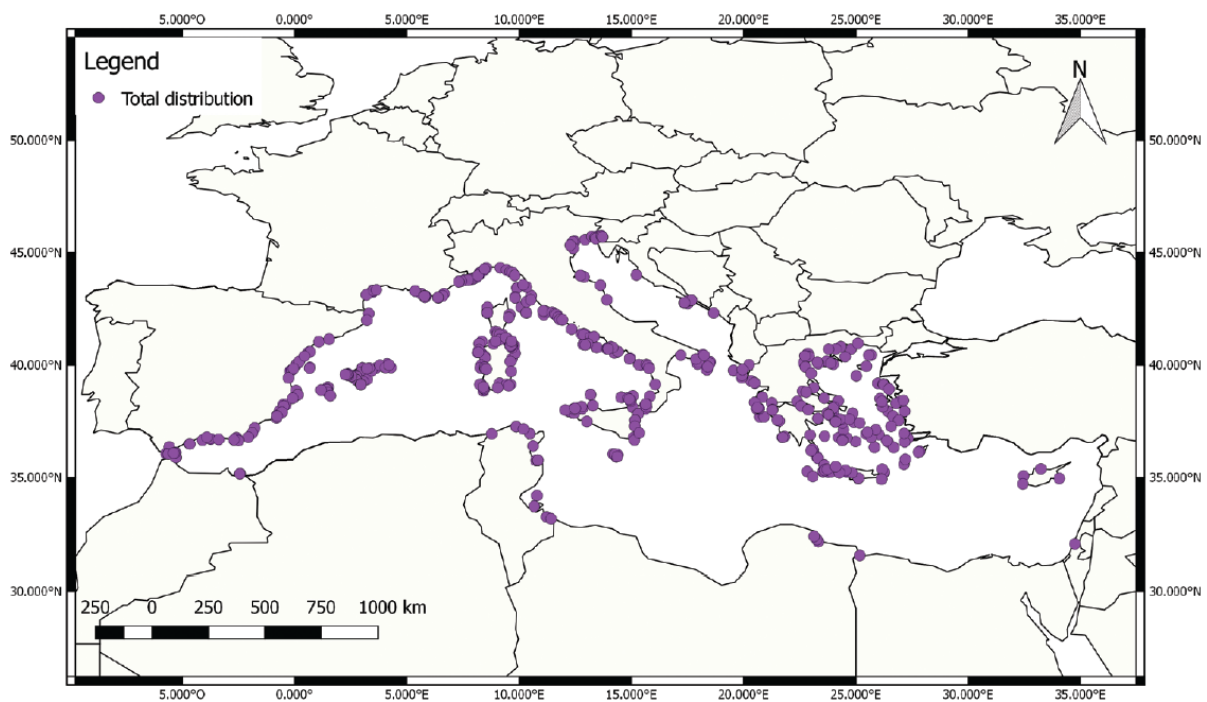 5.000°O 0.000° 5.000°E 10.000°E 15.000°E 20.000°E 25.000°E 30.000°E 35.000°E
Legend
Total distribution
N
50.000°N 50.000°N
45.000°N 45.000°N
40.000°N 40.000°N
35.000°N 35.000°N
30.000°N 30.000°N
250 0 250 500 750 1000 km
5.000°O 0.000° 5.000°E 10.000°E 15.000°E 20.000°E 25.000°E 30.000°E 35.000°E